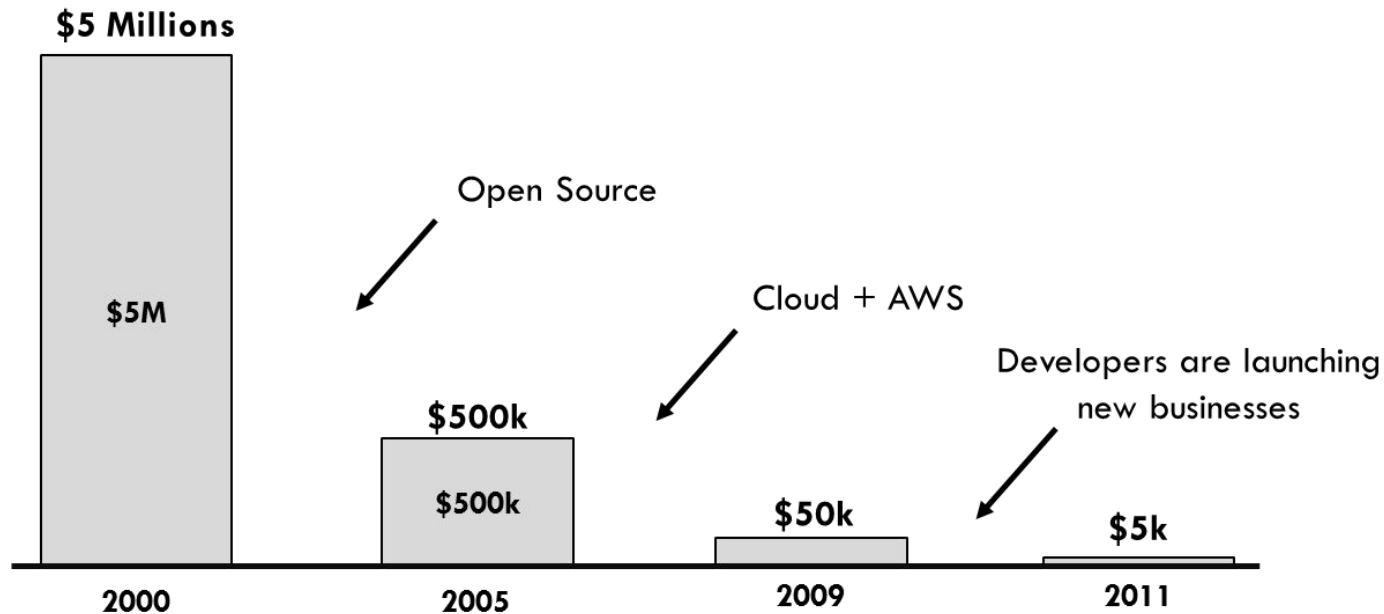 $5 Millions
$5M
Open Source
Cloud + AWS
Developers are launching
new businesses
$500k
$500k
$50k
$5k
2000
2005
2009
2011